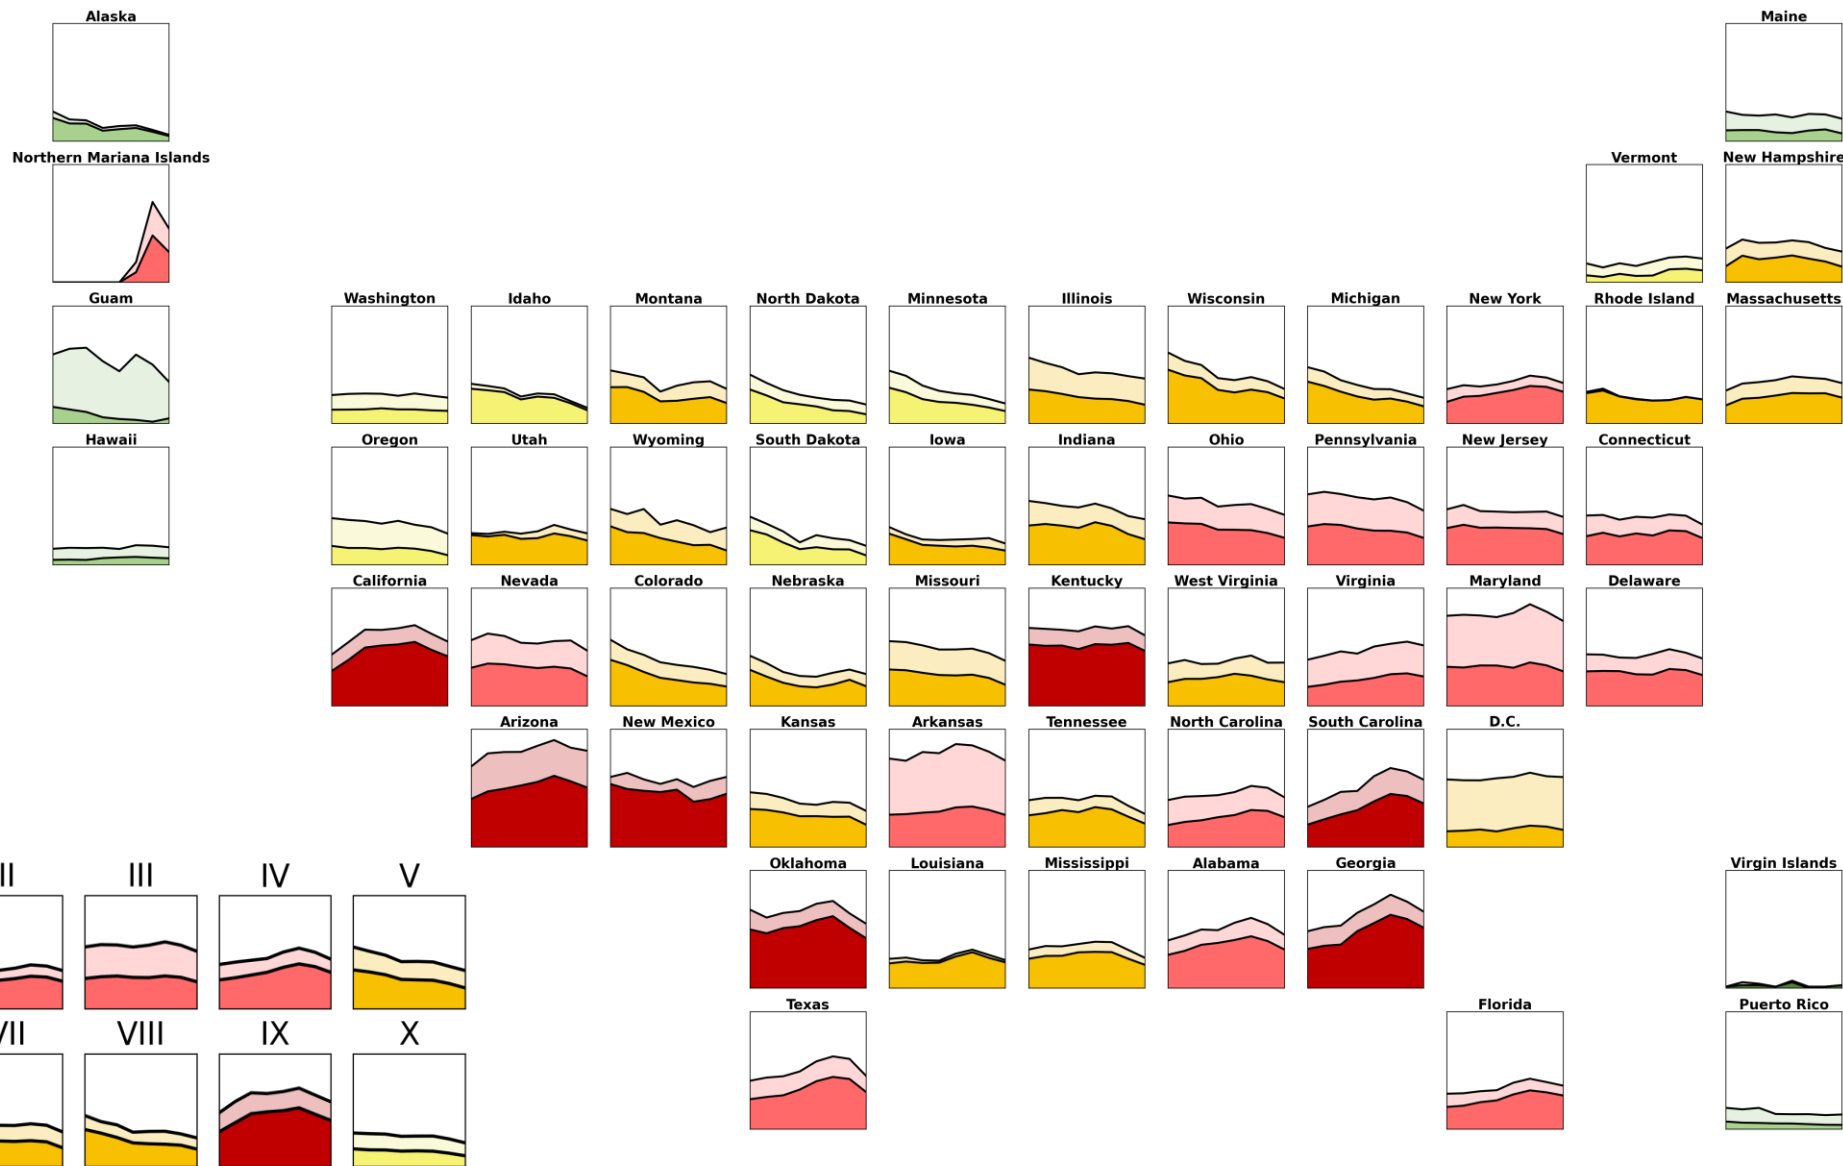 Alaska
Maine
Northern Mariana Islands
Vermont
New Hampshire
Guam
Washington
Idaho
Montana
North Dakota
Minnesota
Illinois
Wisconsin
Michigan
New York
Rhode Island
Massachusetts
Hawaii
Oregon
Utah
Wyoming
South Dakota
Iowa
Indiana
Ohio
Pennsylvania
New Jersey
Connecticut
California
Nevada
Colorado
Nebraska
Missouri
Kentucky
West Virginia
Virginia
Maryland
Delaware
Arizona
New Mexico
Kansas
Arkansas
Tennessee
North Carolina
South Carolina
D.C.
II
III
IV
V
Oklahoma
Louisiana
Mississippi
Alabama
Georgia
Virgin Islands
VII
VIII
IX
X
Texas
Florida
Puerto Rico